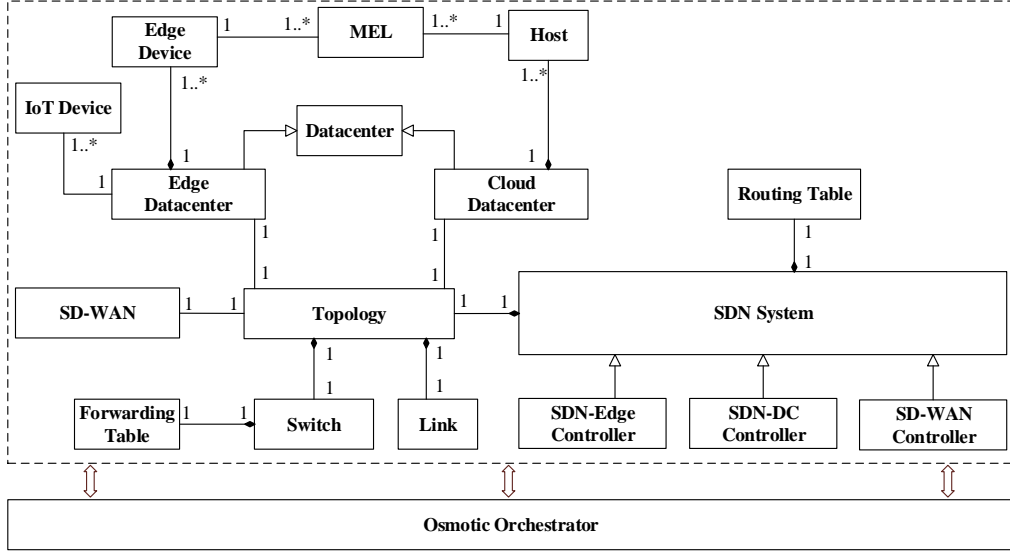 Edge
Device
1
1..*
MEL
1..*
1
Host
1..*
1..*
IoT Device
1..*
Datacenter
1
1
1
Edge
Datacenter
Cloud
Datacenter
Routing Table
1
1
1
1
1
1
SD-WAN
1
1
Topology
1
1
SDN System
1
1
1
1
Forwarding
Table
1
1
Switch
Link
SDN-Edge
Controller
SDN-DC
Controller
SD-WAN
Controller
Osmotic Orchestrator